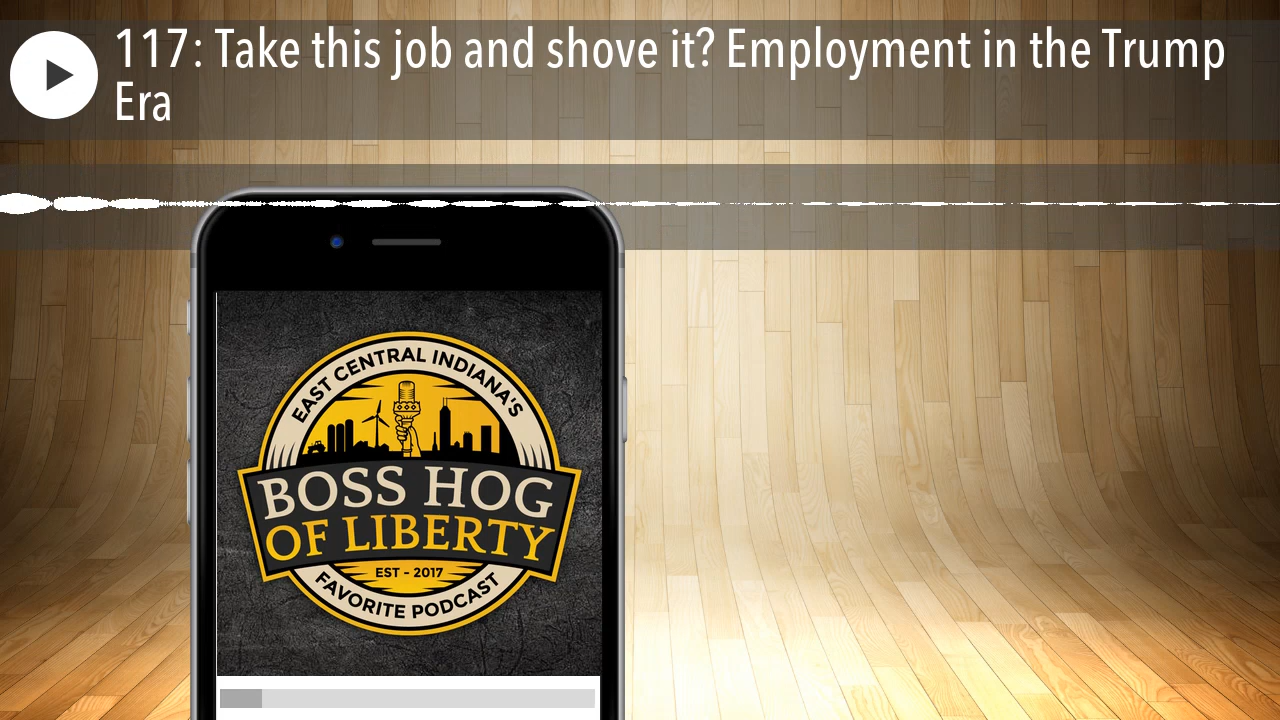 117: Take this job and shove it? Employment in the Trump
Era
EAST CENTRAL INDIANA'S
BOSS HOG
OF LIBERTY
EST - 2017
FAVORITE PODCAST